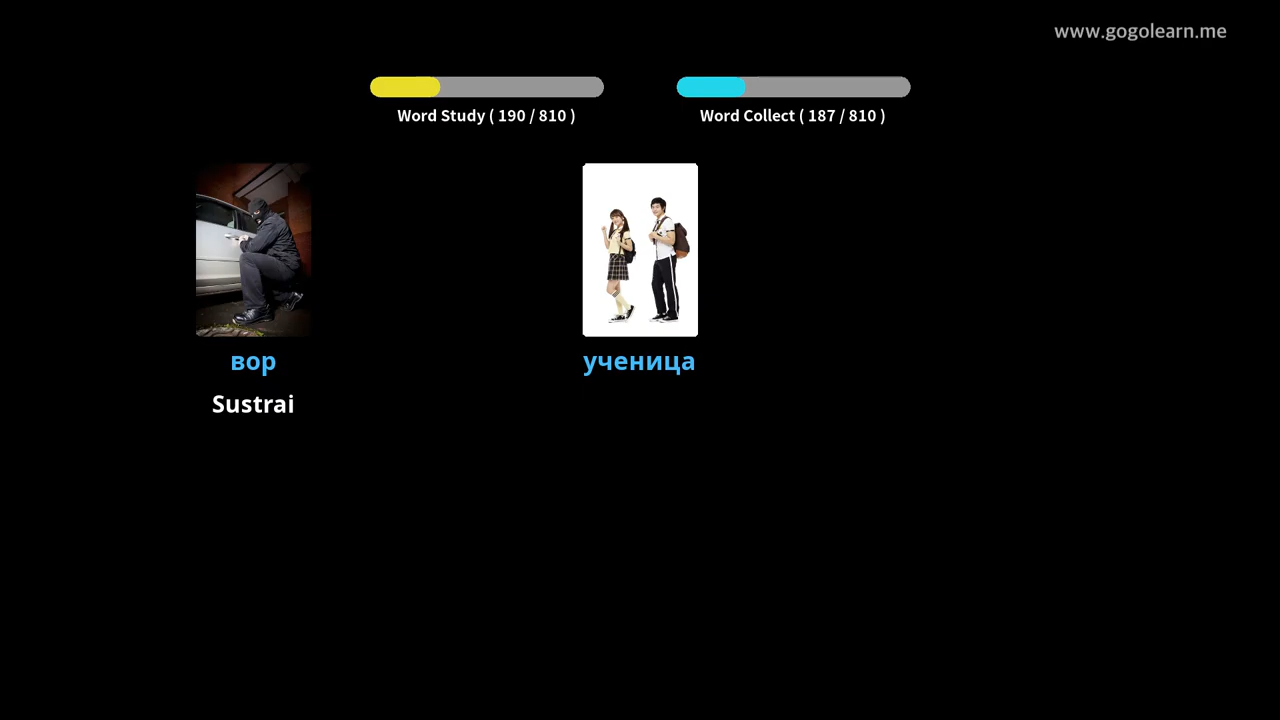 www.gogolearn.me
Word Study ( 190 / 810 )
Word Collect ( 187 / 810 )
вор
ученица
Sustrai